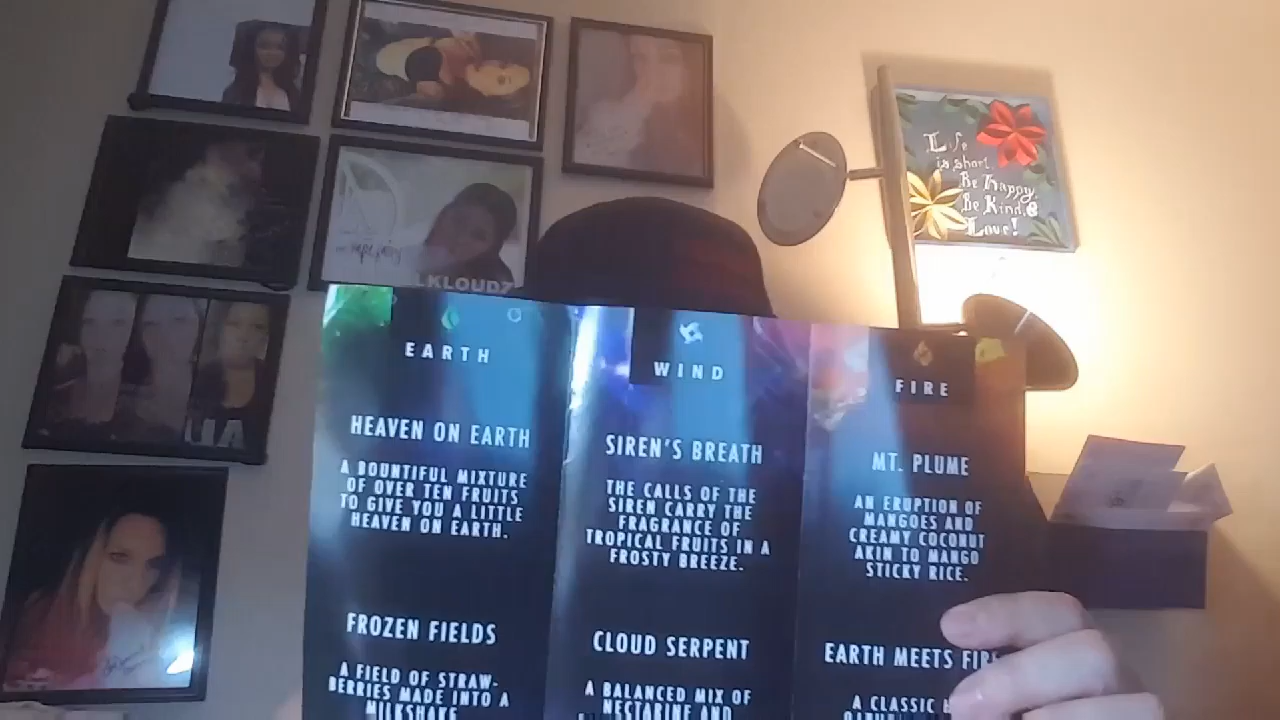 Life
is short.
Be Happy
Be Kind, &
Love!
LKLOUDZ
EARTH
HEAVEN ON EARTH
A BOUNTIFUL MIXTURE
OF OVER TEN FRUITS
TO GIVE YOU A LITTLE
HEAVEN ON EARTH.
FROZEN FIELDS
A FIELD OF STRAW-
BERRIES MADE INTO A
MILKSHAKE
WIND
SIREN'S BREATH
THE CALLS OF THE
SIREN CARRY THE
FRAGRANCE OF
TROPICAL FRUITS IN A
FROSTY BREEZE.
CLOUD SERPENT
A BALANCED MIX OF
NECTARINE AND
FIRE
MT. PLUME
AN ERUPTION OF
MANGOES AND
CREAMY COCONUT
AKIN TO MANGO
STICKY RICE.
EARTH MEETS FIR
A CLASSIC